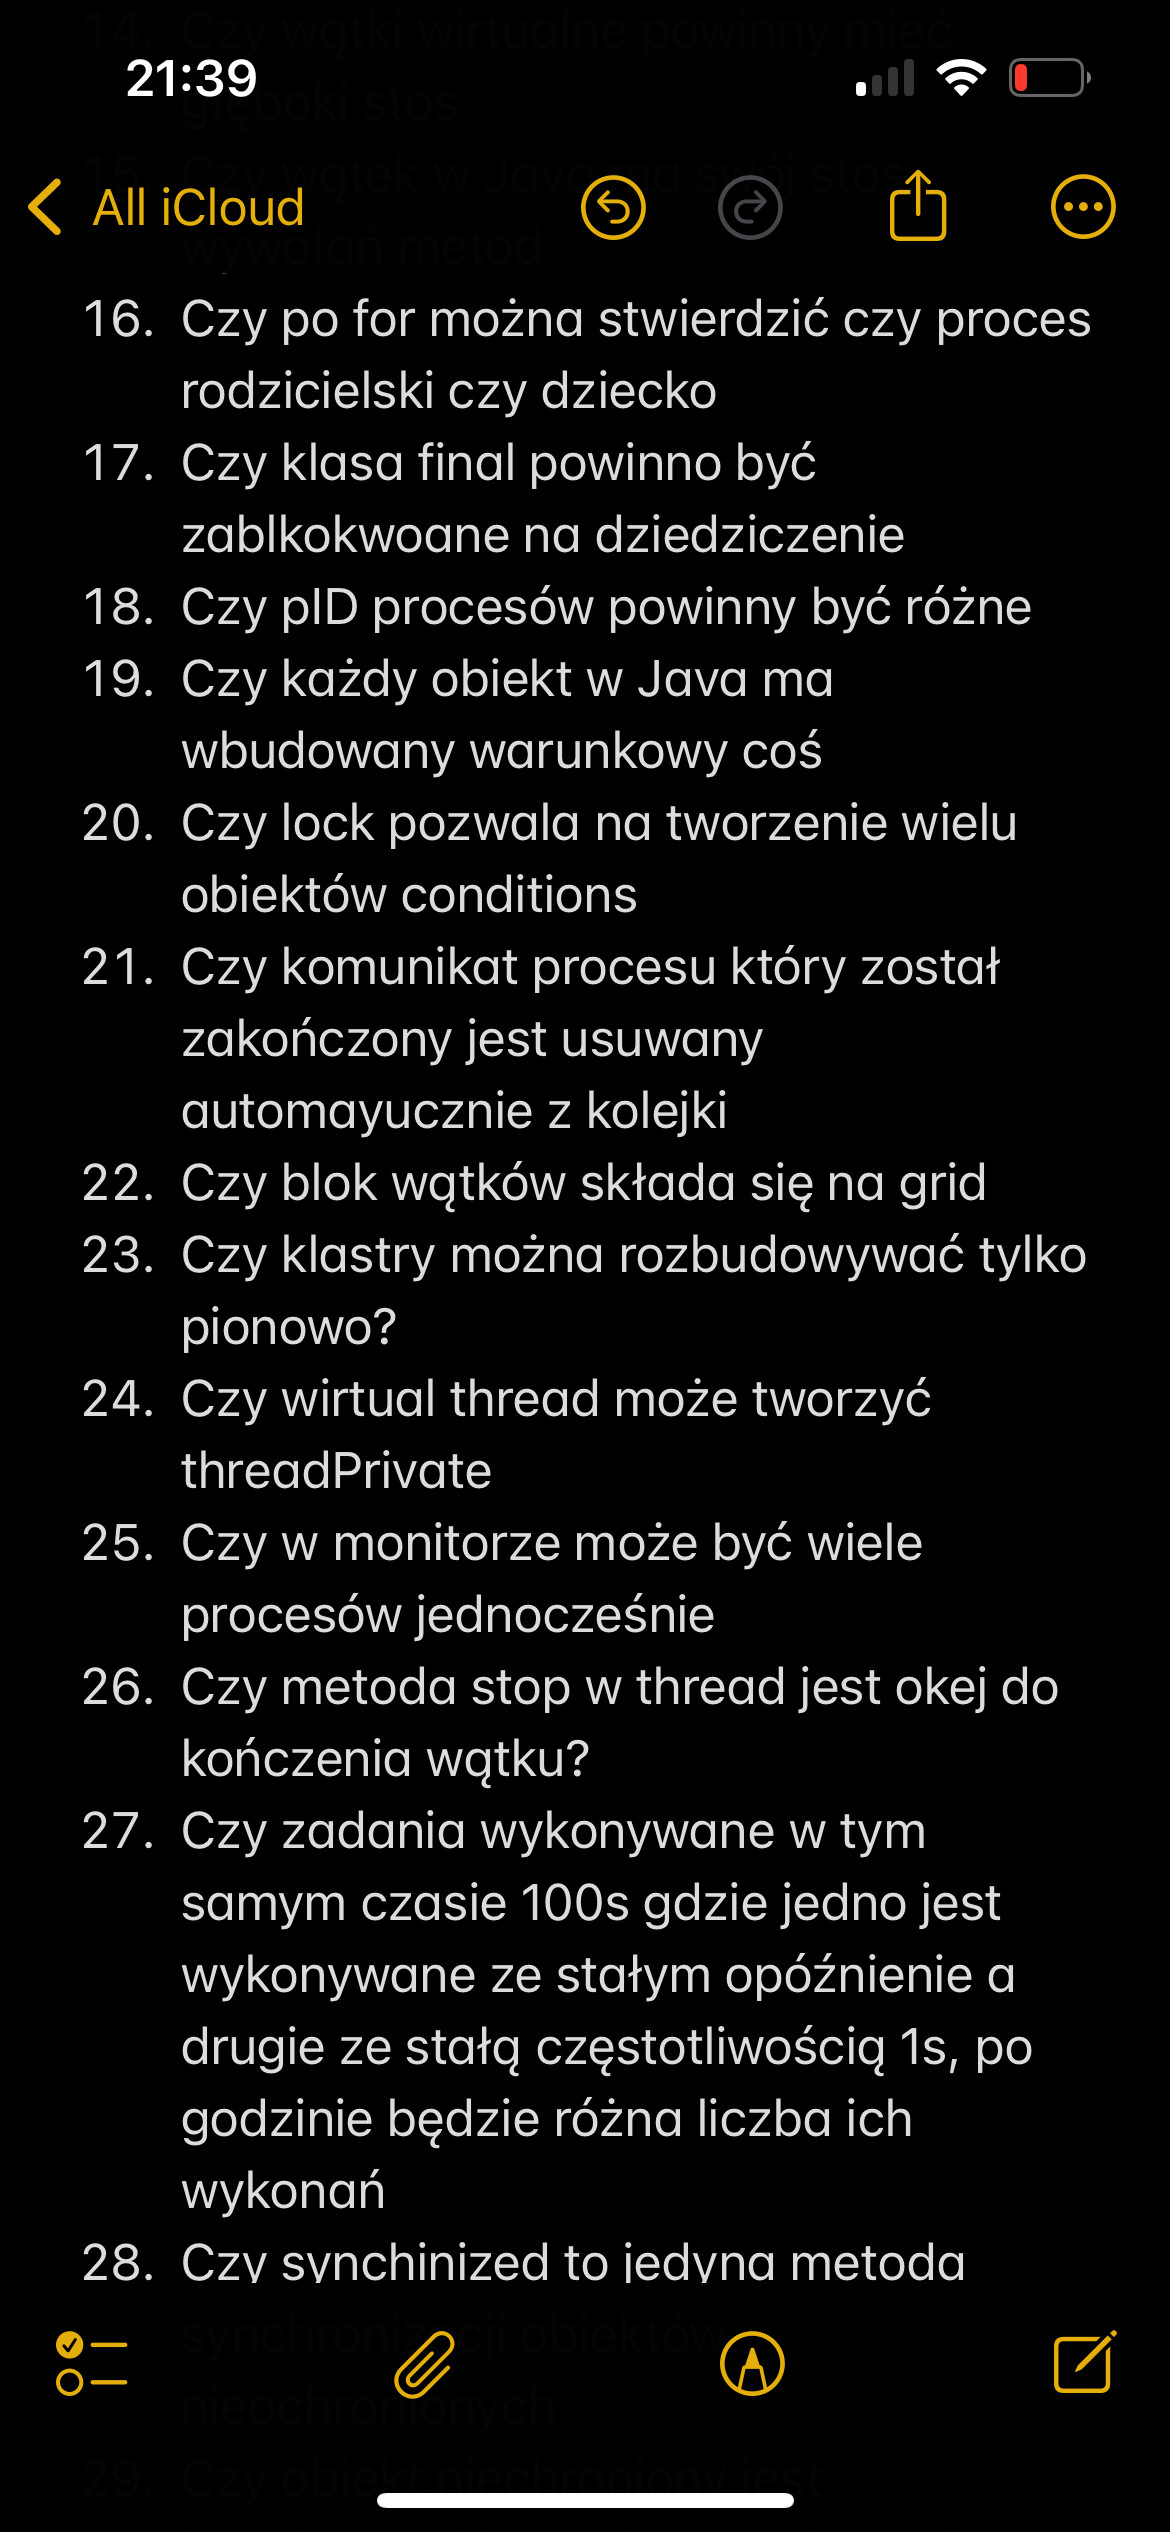 14. Czy wątki wirtualne powinny mieć
21:39
głęboki stos
15. Czy wątek w Java ma swój stos
All iCloud
wywołań metod
16. Czy po for można stwierdzić czy proces
rodzicielski czy dziecko
17. Czy klasa final powinno być
zablkokwoane na dziedziczenie
18. Czy pID procesów powinny być różne
19. Czy każdy obiekt w Java ma
wbudowany warunkowy coś
20. Czy lock pozwala na tworzenie wielu
obiektów conditions
21. Czy komunikat procesu który został
zakończony jest usuwany
automayucznie z kolejki
22. Czy blok wątków składa się na grid
23. Czy klastry można rozbudowywać tylko
pionowo?
24. Czy wirtual thread może tworzyć
threadPrivate
25. Czy w monitorze może być wiele
procesów jednocześnie
26. Czy metoda stop w thread jest okej do
kończenia wątku?
27. Czy zadania wykonywane w tym
samym czasie 100s gdzie jedno jest
wykonywane ze stałym opóźnienie a
drugie ze stałą częstotliwością 1s, po
godzinie będzie różna liczba ich
wykonań
28. Czy synchinized to jedyna metoda
synchronizacji obiektów
nieochronionych
29. Czy obiekt niechroniony jest